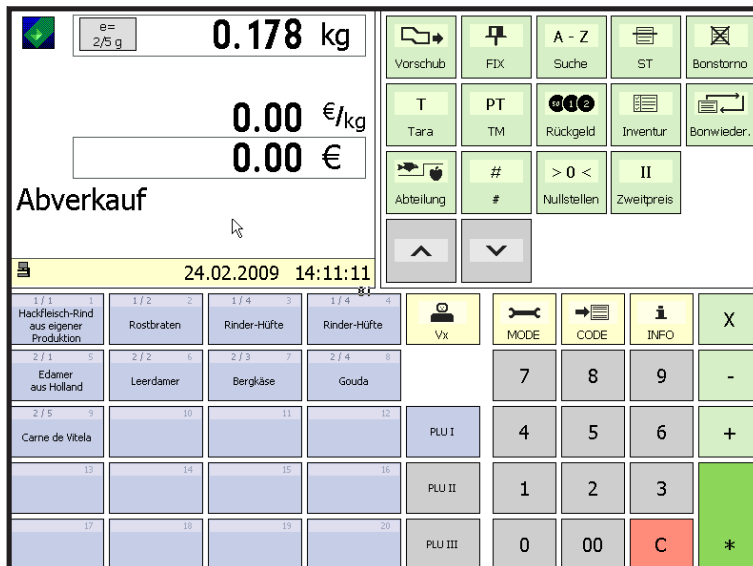 e=
2/5 g
0.178 kg
0.00 €/kg
0.00 €
Abverkauf
24.02.2009 14:11:11
Vorschub
FIX
A - Z
Suche
ST
Bonstorno
T
Tara
PT
TM
50 1 2
Rückgeld
Inventur
Bonwieder.
Abteilung
#
#
> 0 <
Nullstellen
II
Zweitpreis
1 / 1 1
Hackfleisch-Rind
aus eigener
Produktion
1 / 2 2
Rostbraten
1 / 4 3
Rinder-Hüfte
1 / 4 4
Rinder-Hüfte
Vx
MODE
CODE
i
INFO
X
2 / 1 5
Edamer
aus Holland
2 / 2 6
Leerdamer
2 / 3 7
Bergkäse
2 / 4 8
Gouda
7 8 9 -
2 / 5 9
Carne de Vitela
10 11 12
PLU I
4 5 6 +
13 14 15 16
PLU II
1 2 3
17 18 19 20
PLU III
0 00 C *